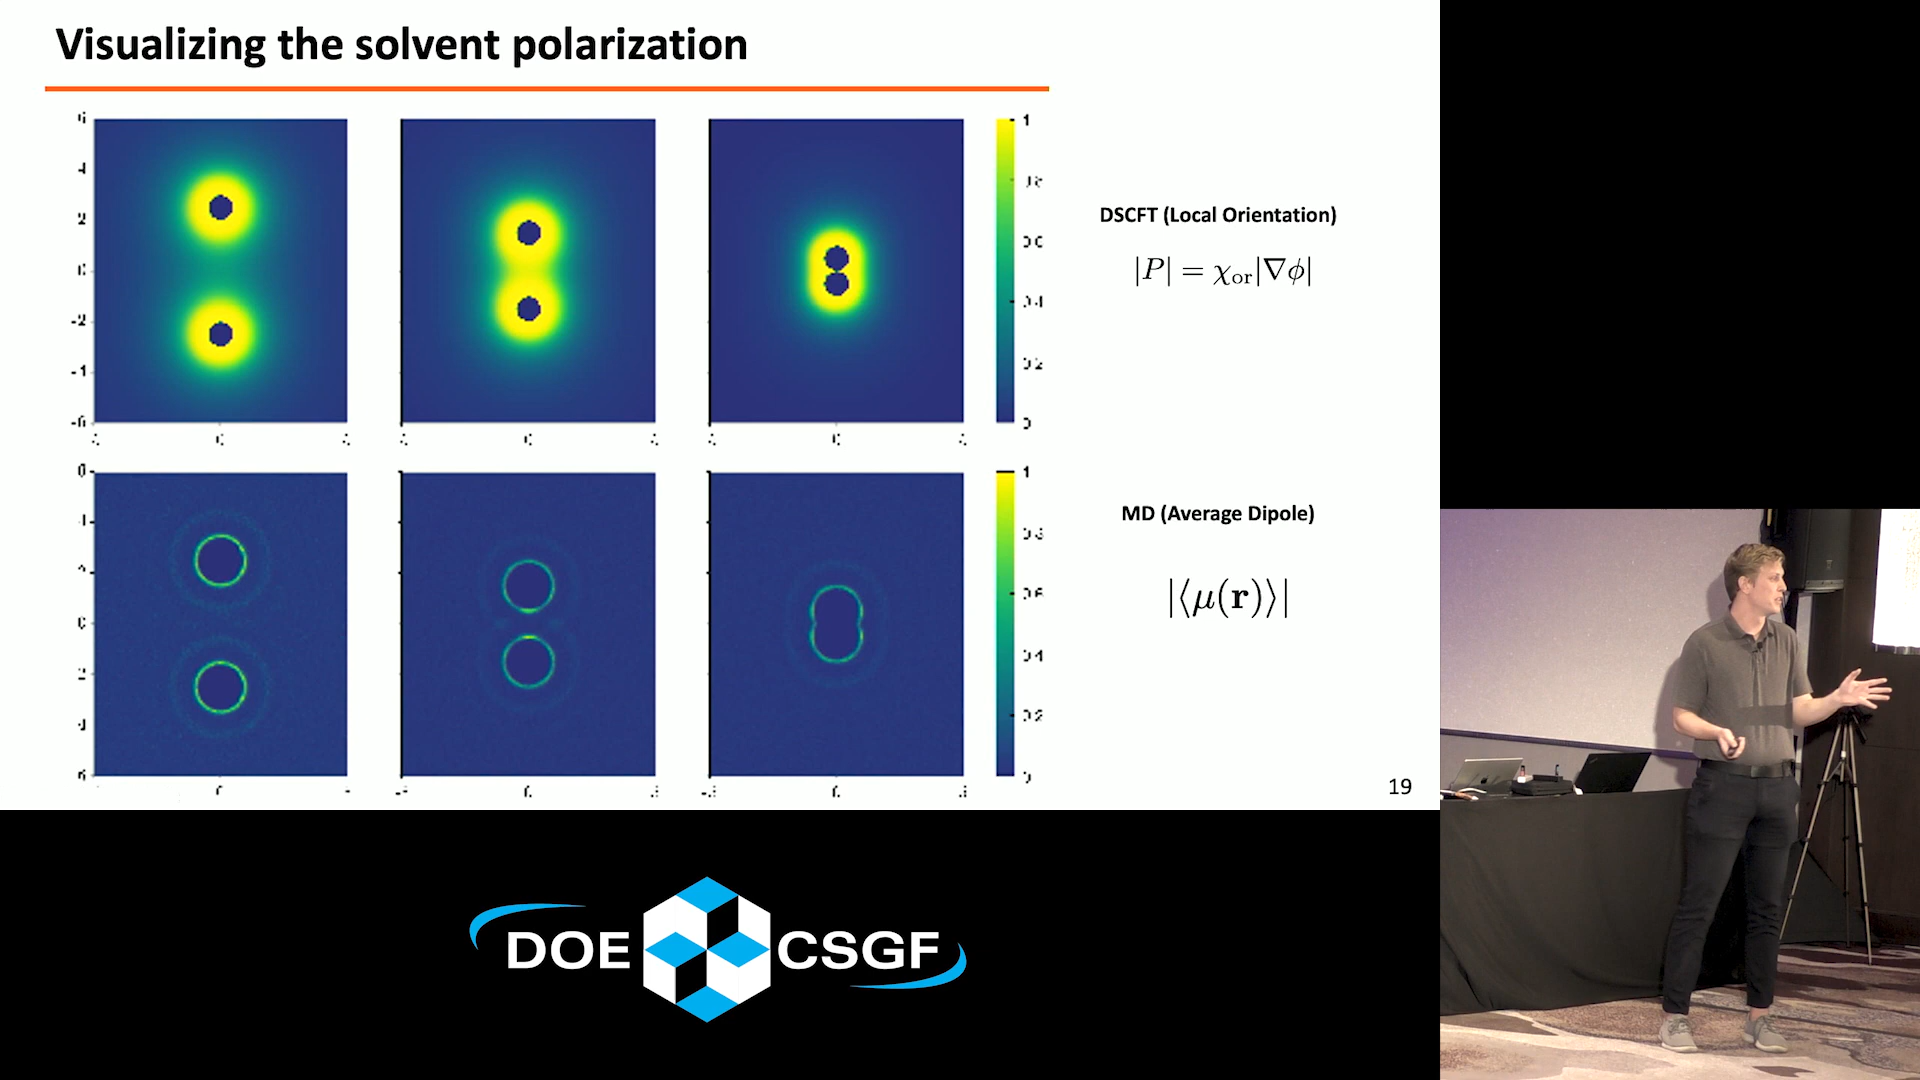 Visualizing the solvent polarization
DSCFT (Local Orientation)
|P| = χor|∇ϕ|
MD (Average Dipole)
|⟨μ(r)⟩|
19
DOE CSGF